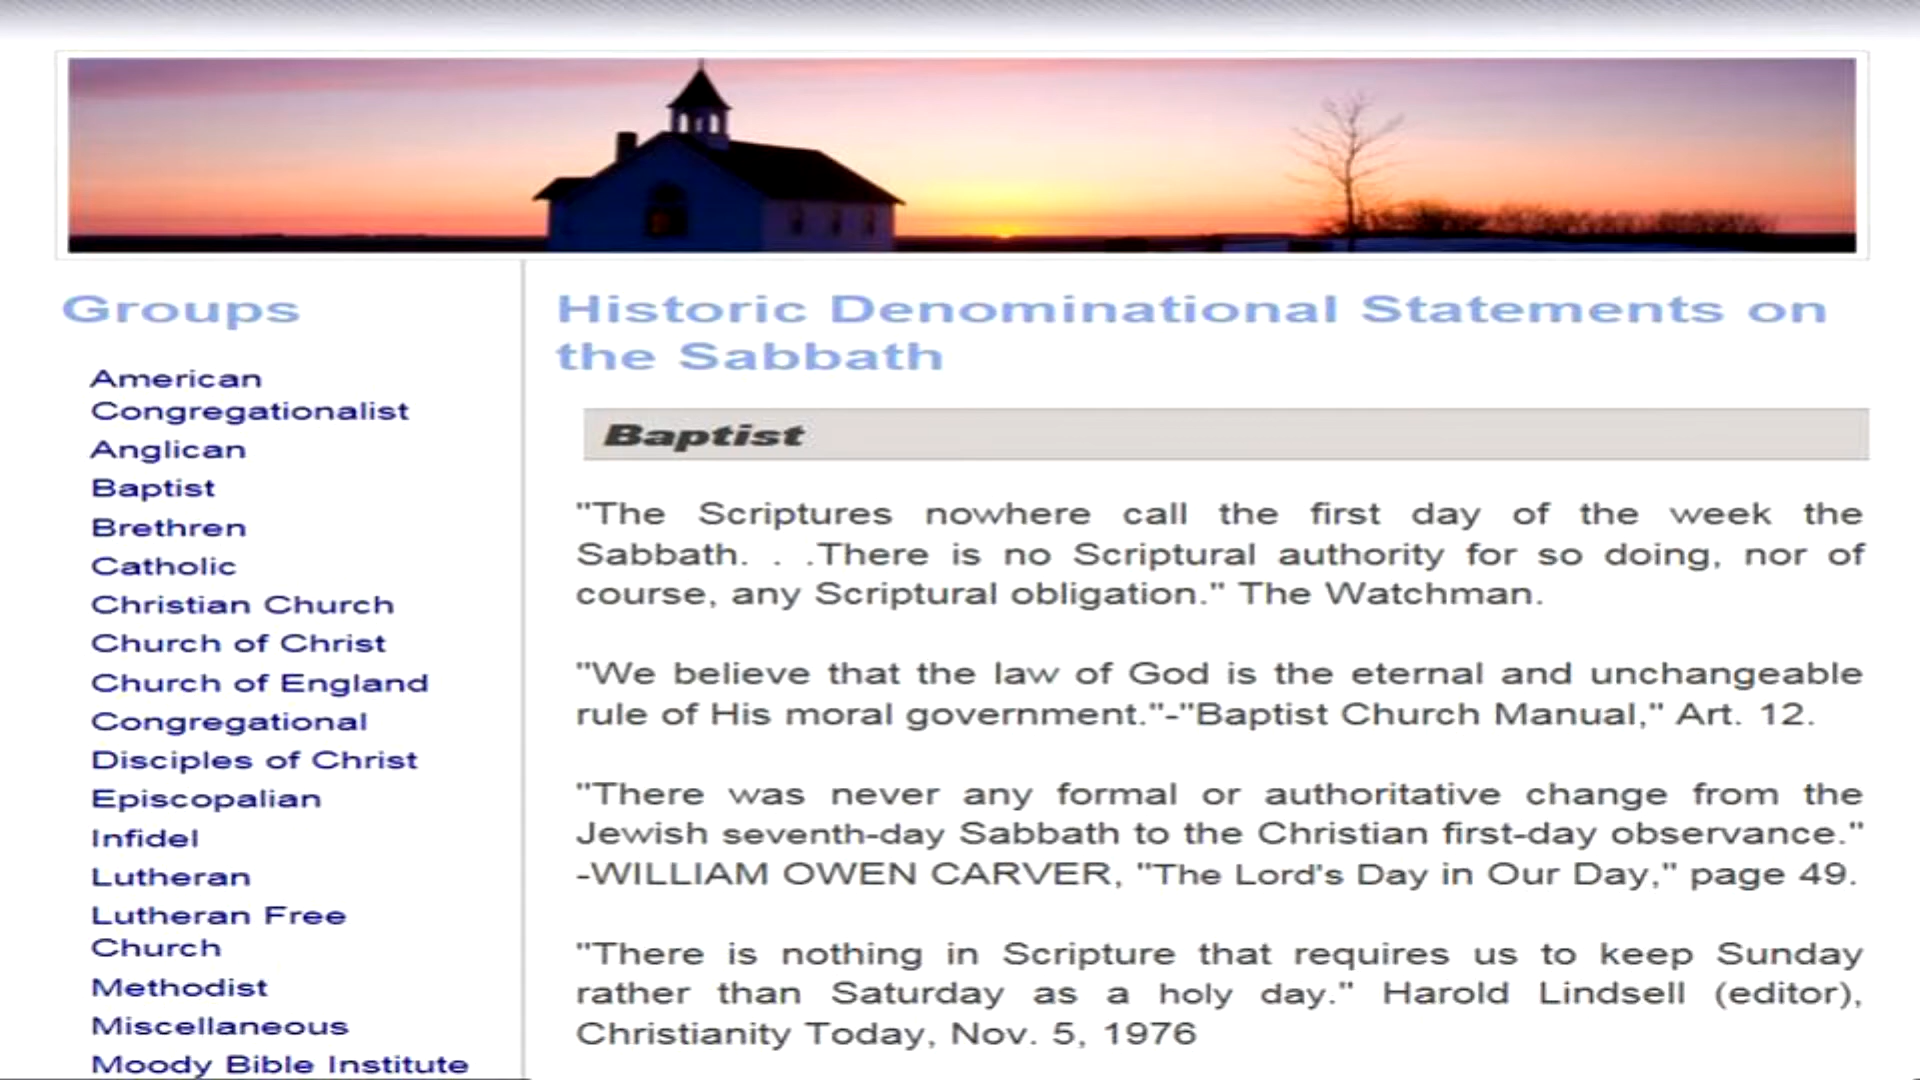 Groups
American
Congregationalist
Anglican
Baptist
Brethren
Catholic
Christian Church
Church of Christ
Church of England
Congregational
Disciples of Christ
Episcopalian
Infidel
Lutheran
Lutheran Free
Church
Methodist
Miscellaneous
Moody Bible Institute
Historic Denominational Statements on
the Sabbath
Baptist
"The Scriptures nowhere call the first day of the week the
Sabbath. . .There is no Scriptural authority for so doing, nor of
course, any Scriptural obligation." The Watchman.
"We believe that the law of God is the eternal and unchangeable
rule of His moral government."-"Baptist Church Manual," Art. 12.
"There was never any formal or authoritative change from the
Jewish seventh-day Sabbath to the Christian first-day observance."
-WILLIAM OWEN CARVER, "The Lord's Day in Our Day," page 49.
"There is nothing in Scripture that requires us to keep Sunday
rather than Saturday as a holy day." Harold Lindsell (editor),
Christianity Today, Nov. 5, 1976